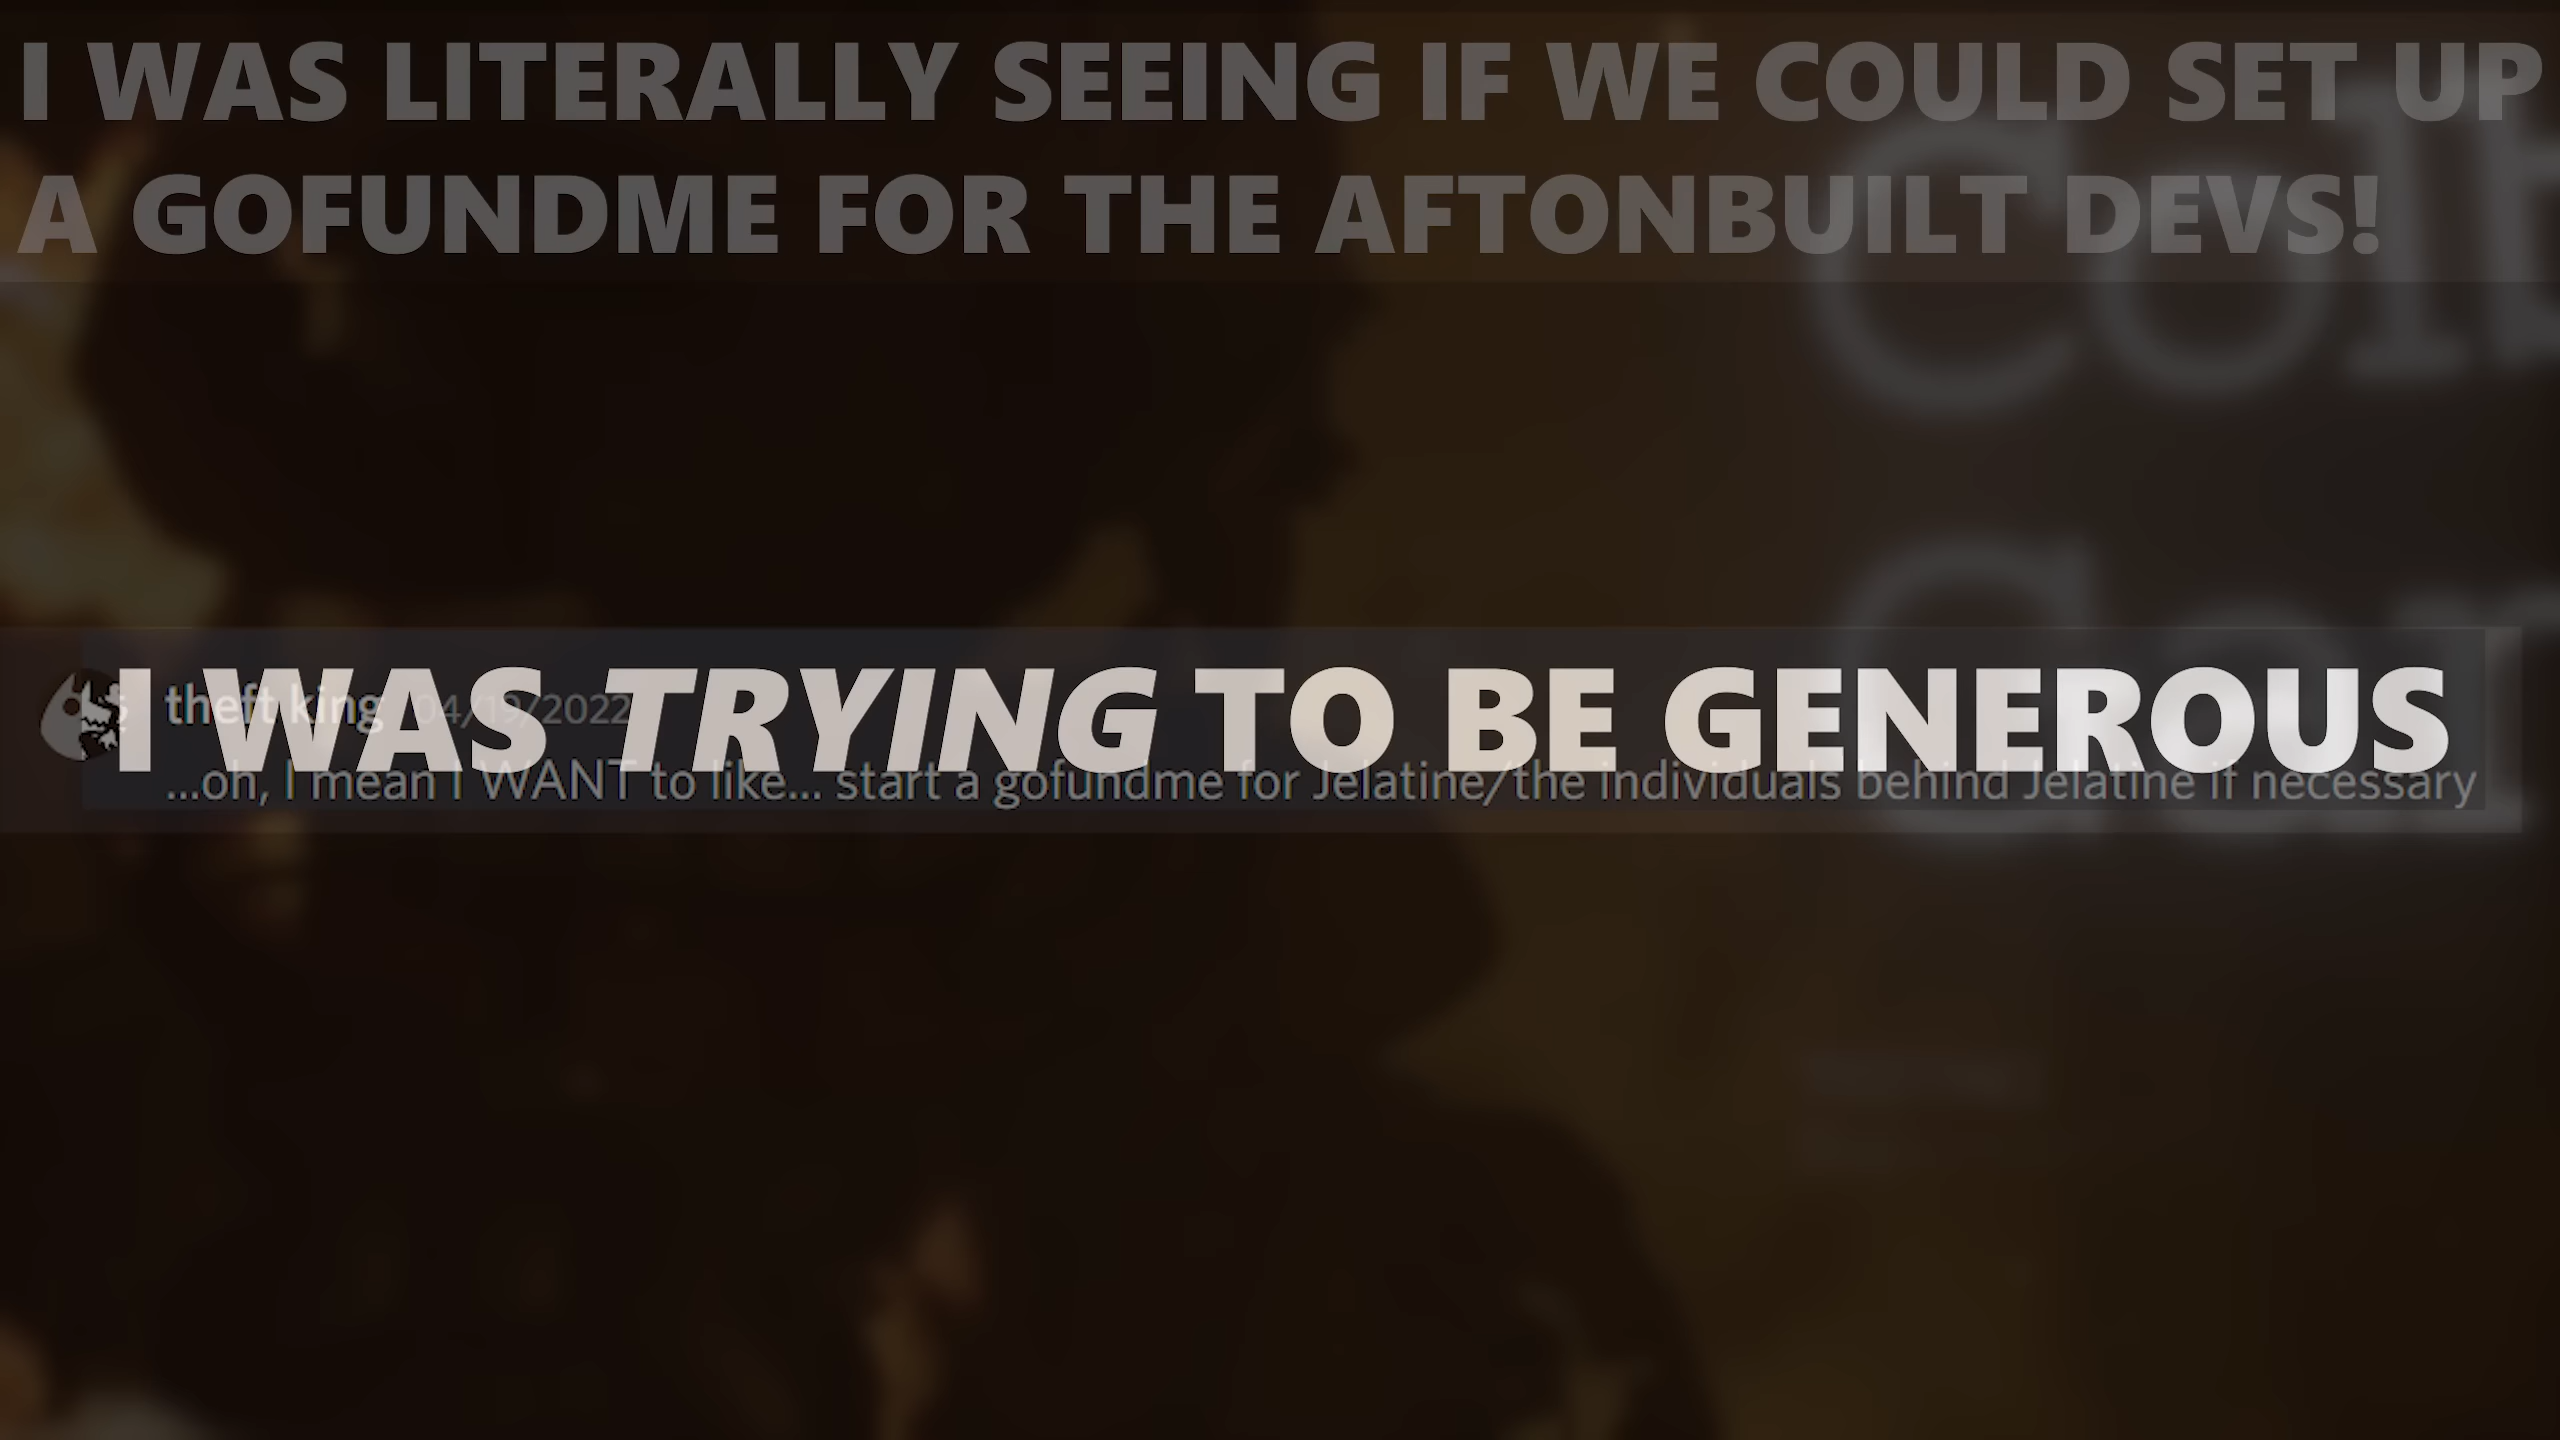 I WAS LITERALLY SEEING IF WE COULD SET UP
A GOFUNDME FOR THE AFTONBUILT DEVS!
I WAS TRYING TO BE GENEROUS
theft king 04/19/2022
...oh, I mean I WANT to like... start a gofundme for Jelatine/the individuals behind Jelatine if necessary